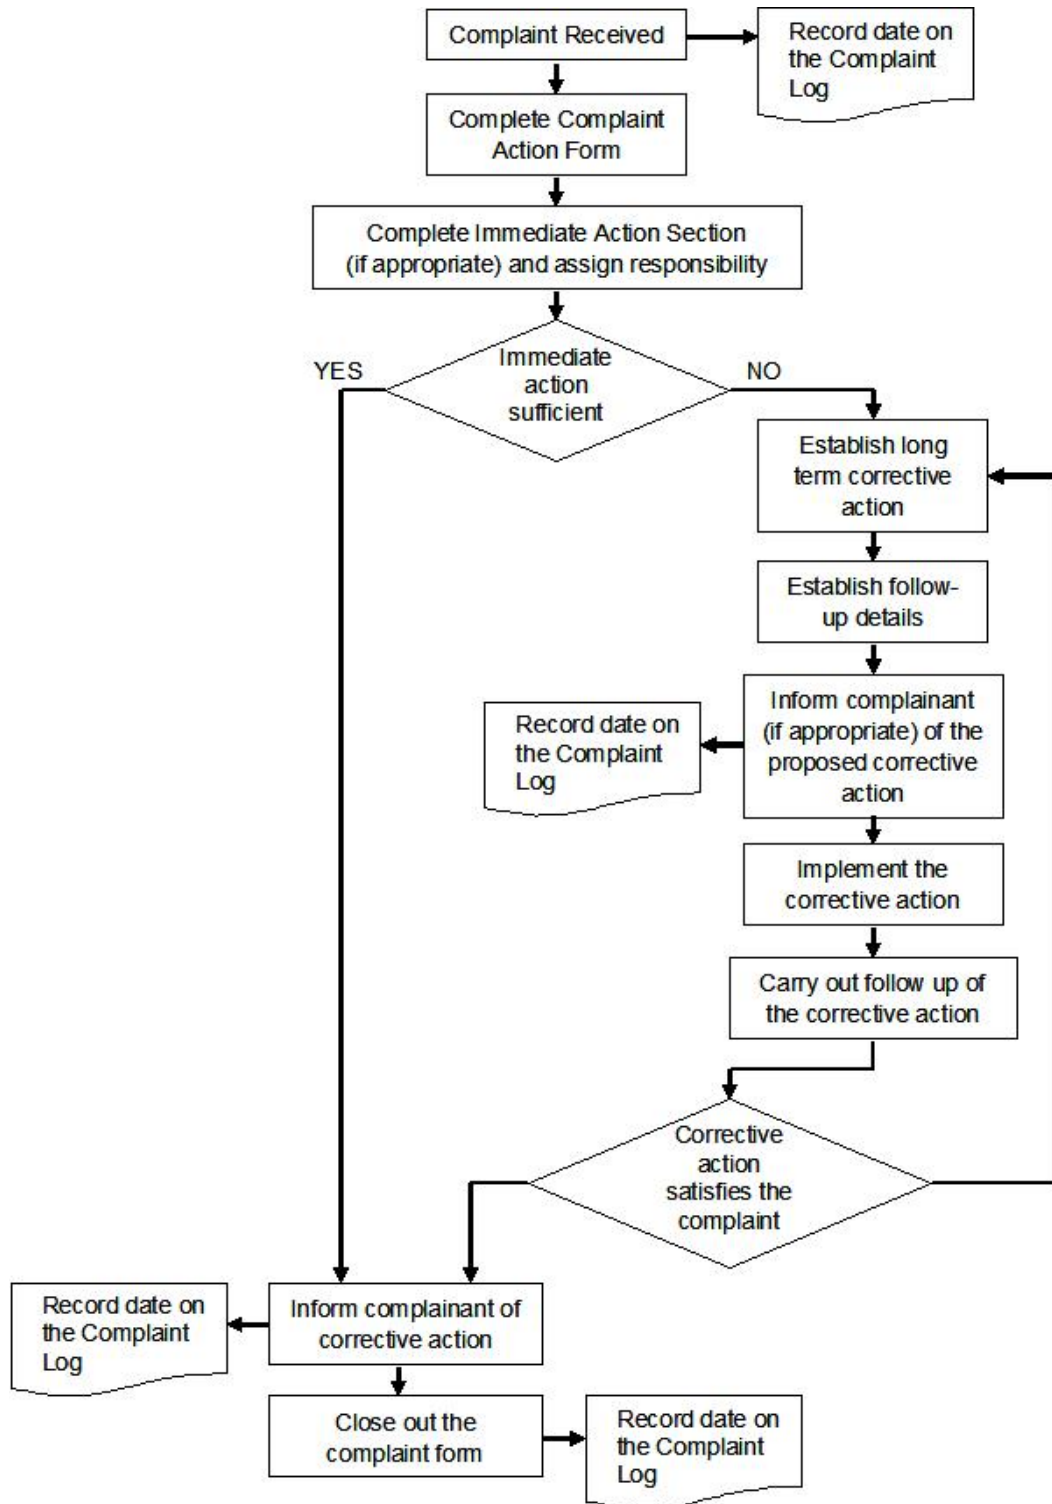 Complaint Received
Record date on
the Complaint
Log
Complete Complaint
Action Form
Complete Immediate Action Section
(if appropriate) and assign responsibility
YES
Immediate
action
sufficient
NO
Establish long
term corrective
action
Establish follow-
up details
Inform complainant
(if appropriate) of the
proposed corrective
action
Record date on
the Complaint
Log
Implement the
corrective action
Carry out follow up of
the corrective action
Corrective
action
satisfies the
complaint
Inform complainant of
corrective action
Record date on
the Complaint
Log
Close out the
complaint form
Record date on
the Complaint
Log